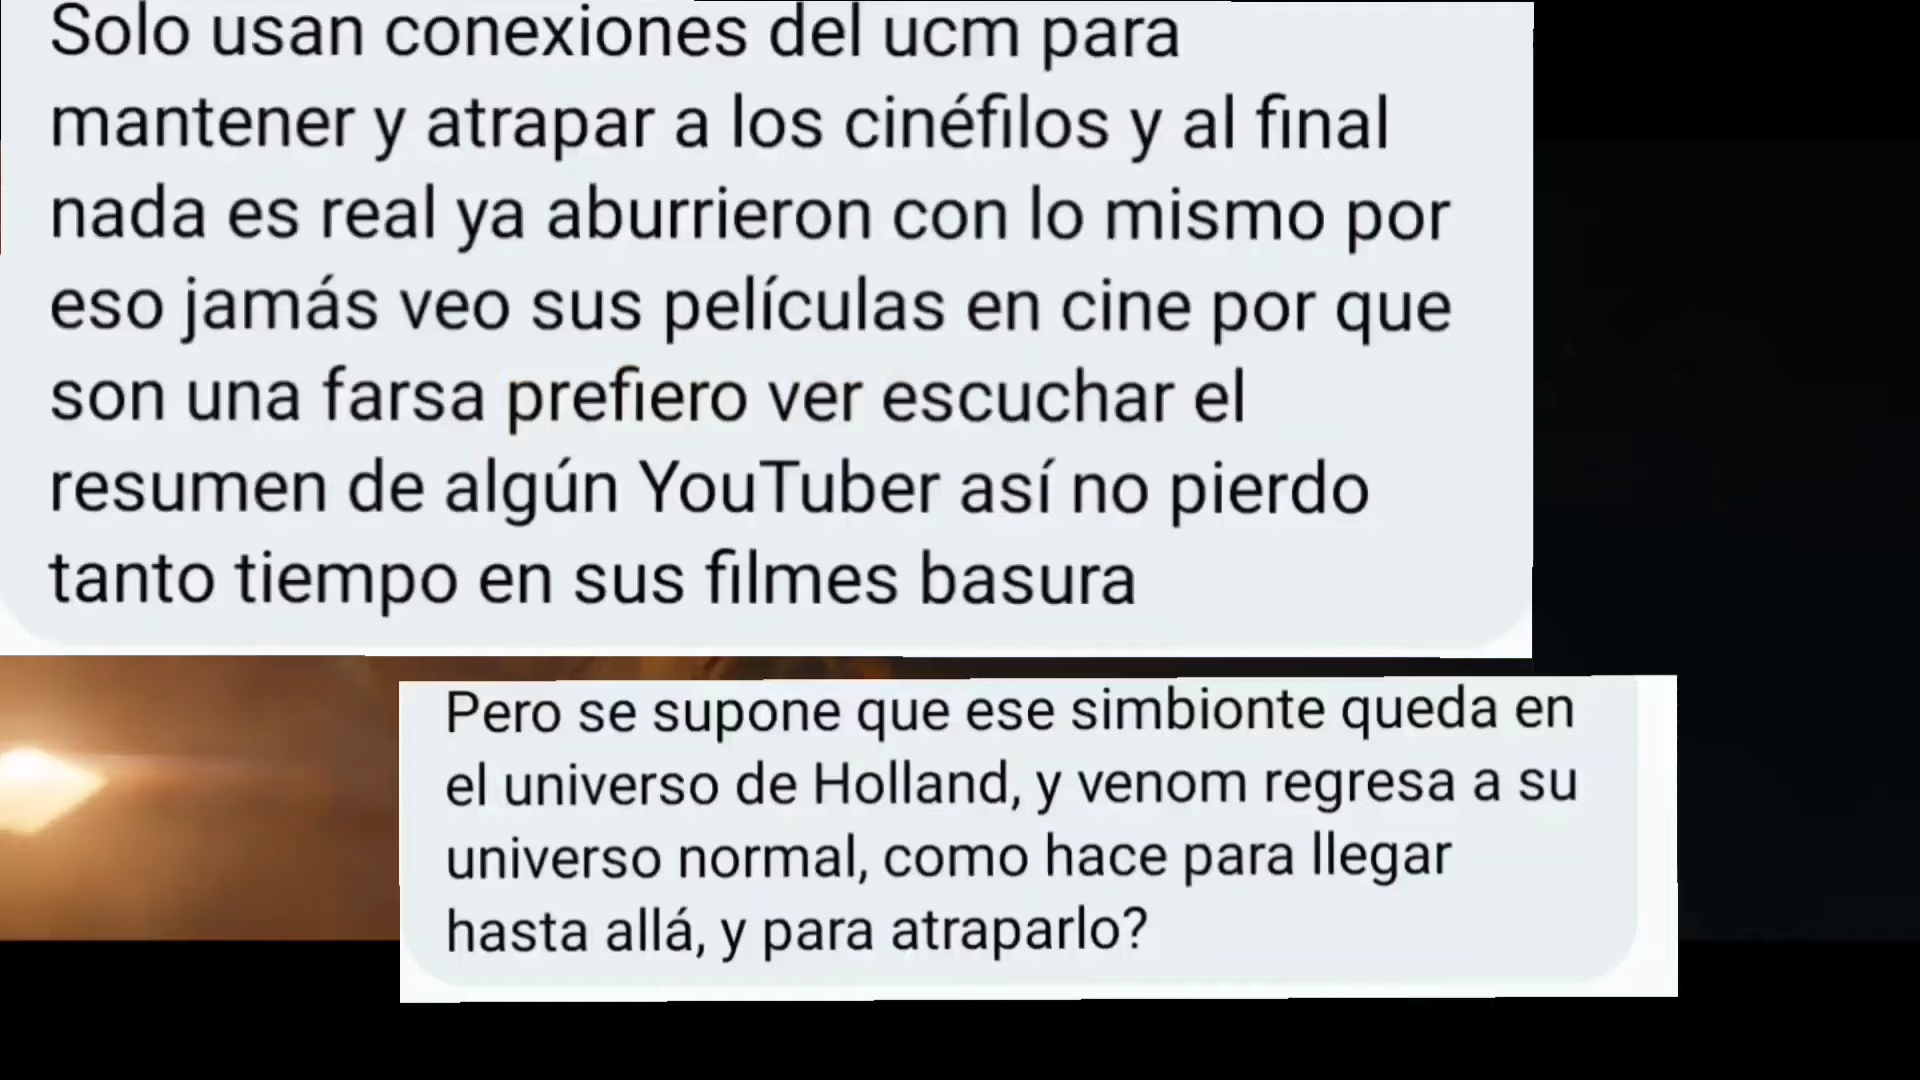 Solo usan conexiones del ucm para
mantener y atrapar a los cinéfilos y al final
nada es real ya aburrieron con lo mismo por
eso jamás veo sus películas en cine por que
son una farsa prefiero ver escuchar el
resumen de algún YouTuber así no pierdo
tanto tiempo en sus filmes basura
Pero se supone que ese simbionte queda en
el universo de Holland, y venom regresa a su
universo normal, como hace para llegar
hasta allá, y para atraparlo?